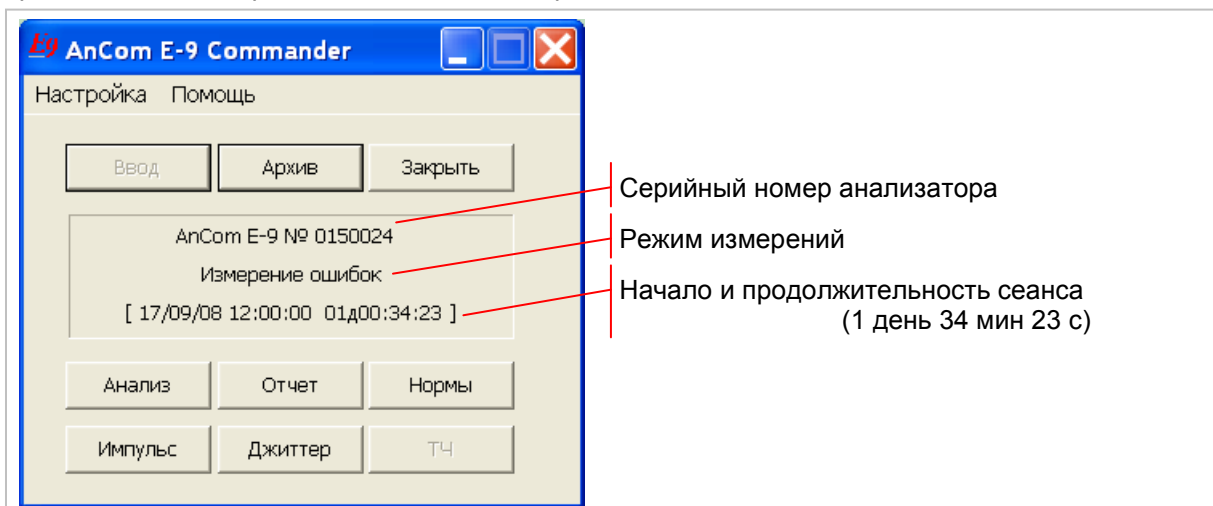 E9 AnCom E-9 Commander
Настройка Помощь
Ввод Архив Закрыть
AnCom E-9 № 0150024
Измерение ошибок
[ 17/09/08 12:00:00 01д00:34:23 ]
Серийный номер анализатора
Режим измерений
Начало и продолжительность сеанса
(1 день 34 мин 23 с)
Анализ Отчет Нормы
Импульс Джиттер ТЧ